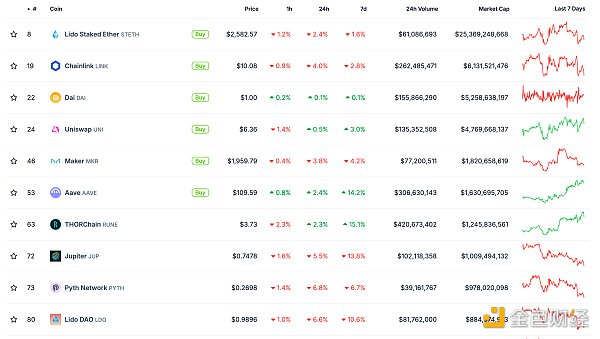 # Coin Price 1h 24h 7d 24h Volume Market Cap Last 7 Days
8 Lido Staked Ether STETH Buy $2,582.57 1.2% 2.4% 1.6% $61,086,693 $25,369,248,668
19 Chainlink LINK Buy $10.08 0.9% 4.0% 2.8% $262,485,471 $6,131,521,476
22 Dai DAI Buy $1.00 0.2% 0.1% 0.1% $155,866,290 $5,258,638,197
24 Uniswap UNI Buy $6.36 1.4% 0.5% 3.0% $135,352,508 $4,769,668,137
46 Maker MKR Buy $1,959.79 0.4% 3.8% 4.2% $77,200,511 $1,820,658,619
53 Aave AAVE Buy $109.59 0.8% 2.4% 14.2% $306,630,143 $1,630,695,705
63 THORChain RUNE $3.73 2.3% 2.3% 15.1% $420,673,402 $1,245,836,561
72 Jupiter JUP $0.7478 1.6% 5.5% 13.8% $102,118,358 $1,009,494,132
73 Pyth Network PYTH $0.2698 1.4% 6.8% 6.7% $39,161,767 $978,020,098
80 Lido DAO LDO $0.9896 1.0% 6.6% 10.6% $81,762,000
金色财经